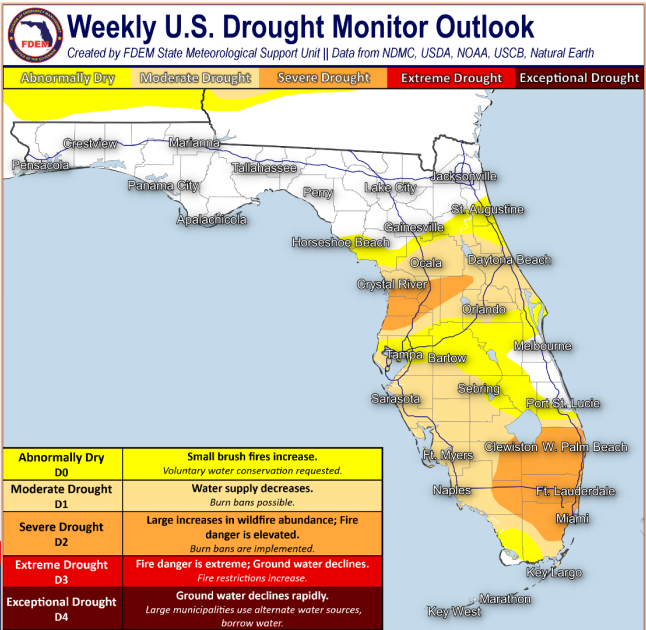 Weekly U.S. Drought Monitor Outlook
FDEM
Created by FDEM State Meteorological Support Unit || Data from NDMC, USDA, NOAA, USCB, Natural Earth
Abnormally Dry
Moderate Drought
Severe Drought
Extreme Drought
Exceptional Drought
Crestview
Marianna
Pensacola
Tallahassee
Jacksonville
Panama City
Perry
Lake City
Apalachicola
St. Augustine
Gainesville
Horseshoe Beach
Ocala
Daytona Beach
Crystal River
Orlando
Melbourne
Tampa
Bartow
Sebring
Sarasota
Port St. Lucie
Clewiston
W. Palm Beach
Ft. Myers
Naples
Ft. Lauderdale
Miami
Key Largo
Marathon
Key West
Abnormally Dry
D0
Small brush fires increase.
Voluntary water conservation requested.
Moderate Drought
D1
Water supply decreases.
Burn bans possible.
Severe Drought
D2
Large increases in wildfire abundance; Fire
danger is elevated.
Burn bans are implemented.
Extreme Drought
D3
Fire danger is extreme; Ground water declines.
Fire restrictions increase.
Exceptional Drought
D4
Ground water declines rapidly.
Large municipalities use alternate water sources,
borrow water.